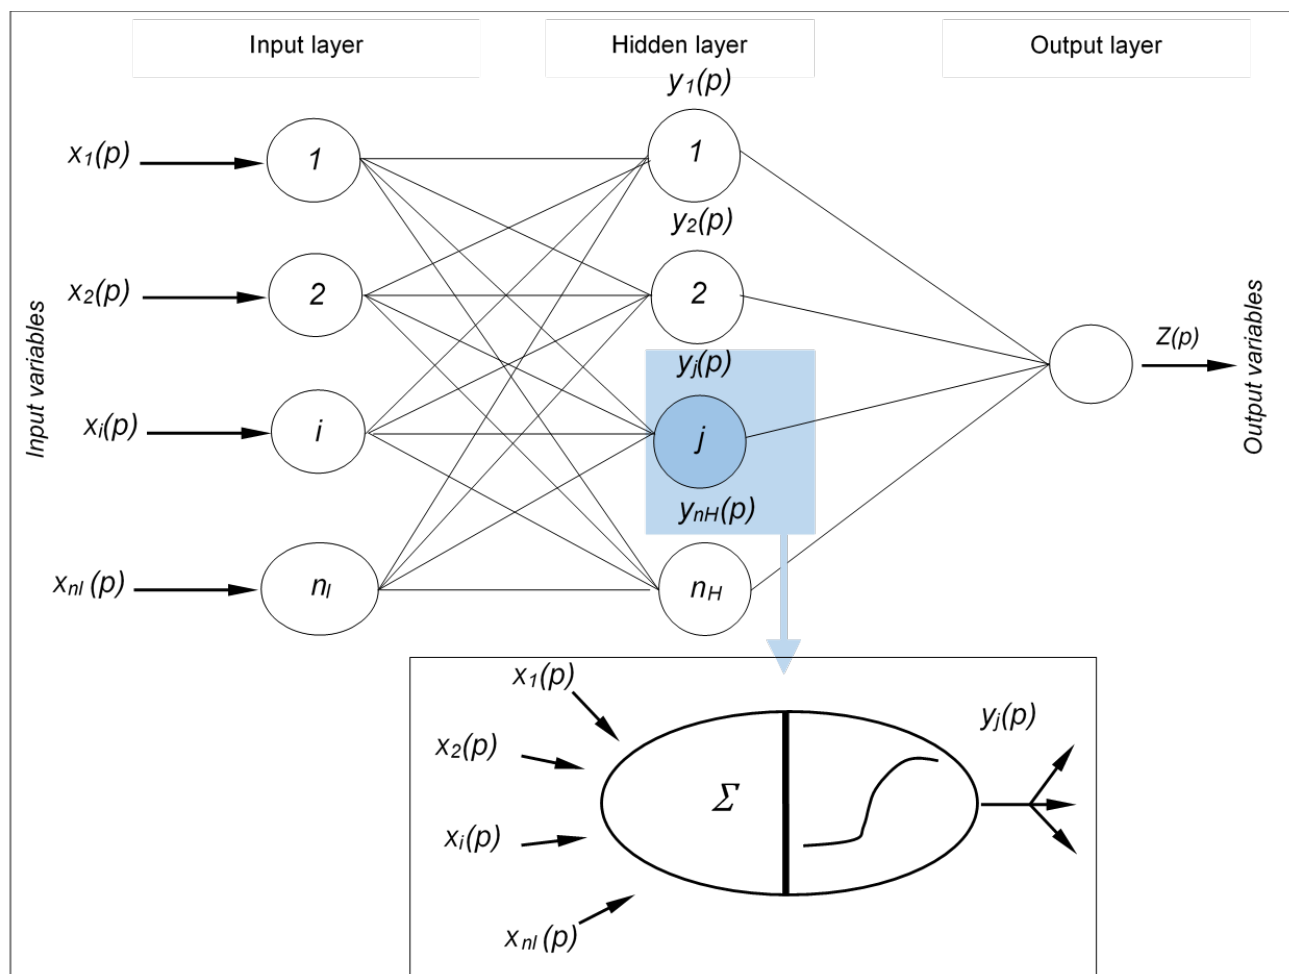 Input layer
Hidden layer
Output layer
Input variables
x1(p)
x2(p)
xi(p)
xnI (p)
1
2
i
nI
y1(p)
1
y2(p)
2
yj(p)
j
ynH(p)
nH
Z(p)
Output variables
x1(p)
x2(p)
xi(p)
xnI (p)
Σ
yj(p)